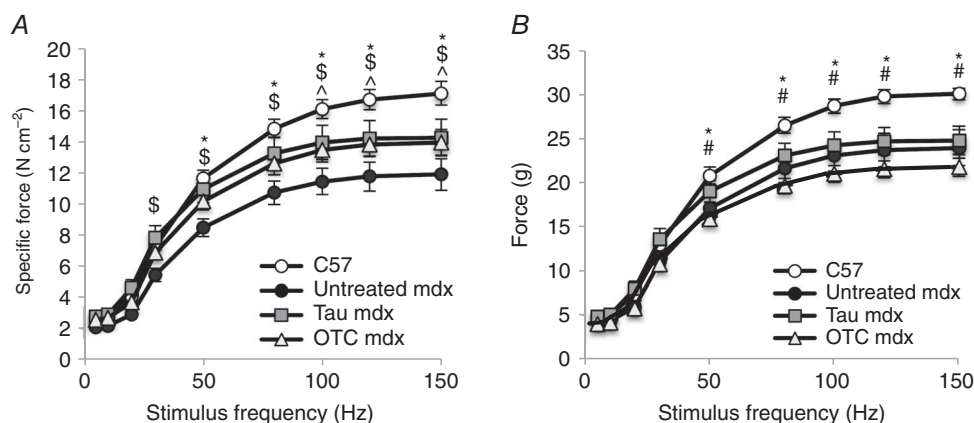 A
20
18
16
14
12
10
8
6
4
2
0
Specific force (N cm⁻²)
$
*
$
*
$
*
$
^
*
$
^
*
$
^
C57
Untreated mdx
Tau mdx
OTC mdx
0 50 100 150
Stimulus frequency (Hz)
B
35
30
25
20
15
10
5
0
Force (g)
*
#
*
#
*
#
*
#
*
#
C57
Untreated mdx
Tau mdx
OTC mdx
0 50 100 150
Stimulus frequency (Hz)